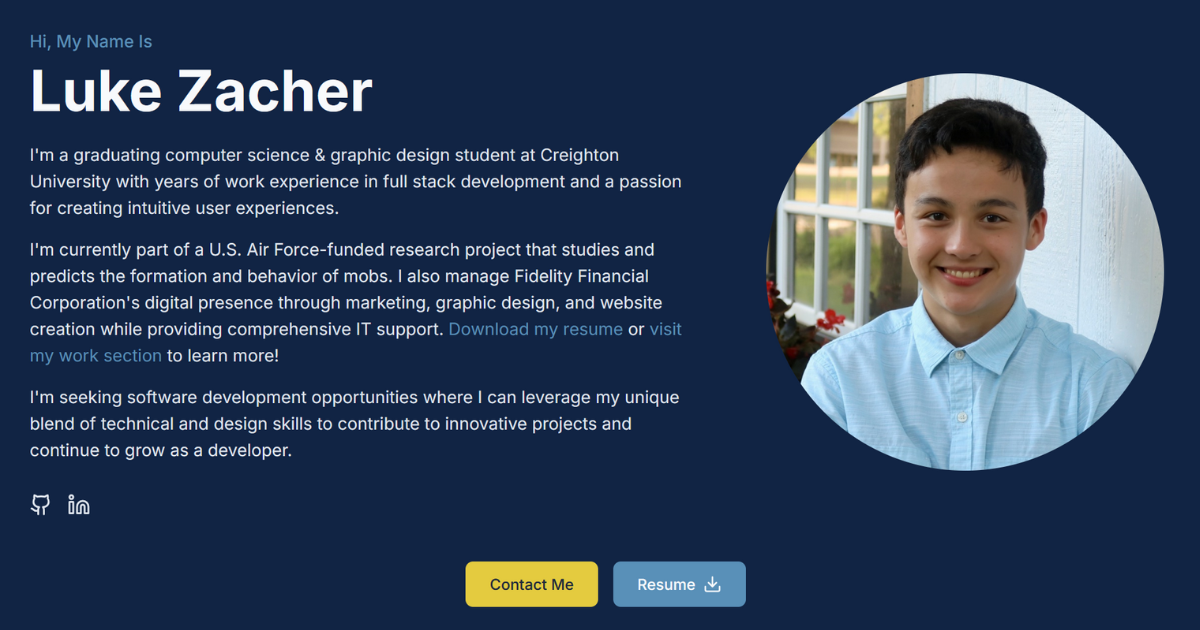 Hi, My Name Is
Luke Zacher
I'm a graduating computer science & graphic design student at Creighton
University with years of work experience in full stack development and a passion
for creating intuitive user experiences.
I'm currently part of a U.S. Air Force-funded research project that studies and
predicts the formation and behavior of mobs. I also manage Fidelity Financial
Corporation's digital presence through marketing, graphic design, and website
creation while providing comprehensive IT support. Download my resume or visit
my work section to learn more!
I'm seeking software development opportunities where I can leverage my unique
blend of technical and design skills to contribute to innovative projects and
continue to grow as a developer.
Contact Me
Resume